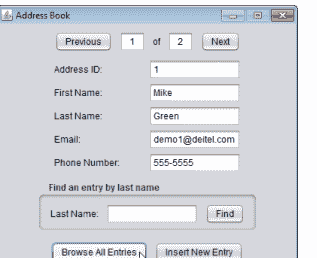 Address Book
Previous 1 of 2 Next
Address ID: 1
First Name: Mike
Last Name: Green
Email: demo1@deitel.com
Phone Number: 555-5555
Find an entry by last name
Last Name: Find
Browse All Entries Insert New Entry